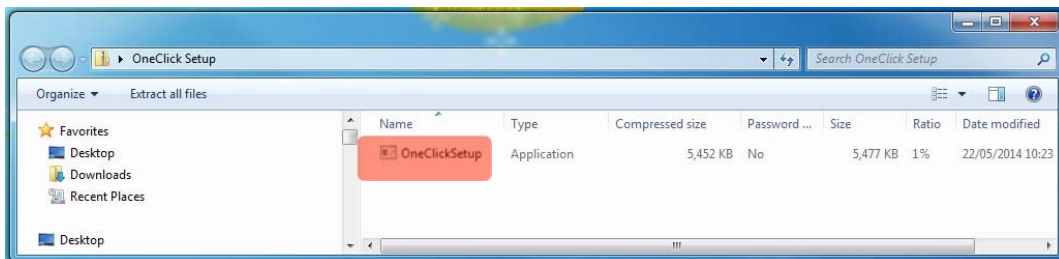 OneClick Setup
Search OneClick Setup
Organize Extract all files
Favorites
Desktop
Downloads
Recent Places
Desktop
Name Type Compressed size Password ... Size Ratio Date modified
OneClickSetup Application 5,452 KB No 5,477 KB 1% 22/05/2014 10:23